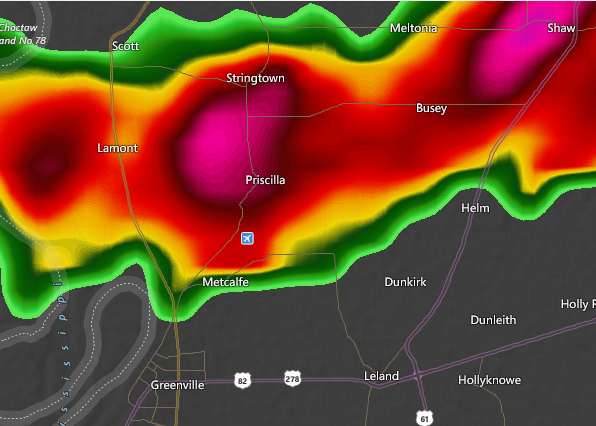 Choctaw
and No 78
Scott
Meltonia
Shaw
Stringtown
Busey
Lamont
Priscilla
Helm
Metcalfe
Dunkirk
Dunleith
Holly R
ississippi
Greenville
82
278
Leland
Hollyknowe
61